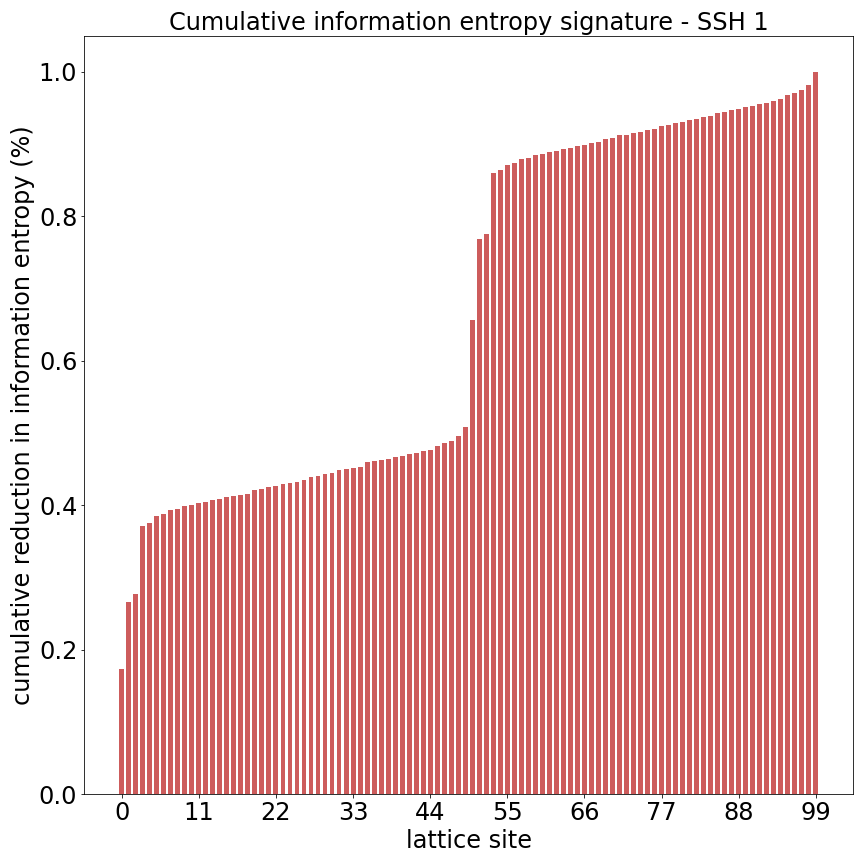 Cumulative information entropy signature - SSH 1
cumulative reduction in information entropy (%)
1.0
0.8
0.6
0.4
0.2
0.0
0 11 22 33 44 55 66 77 88 99
lattice site